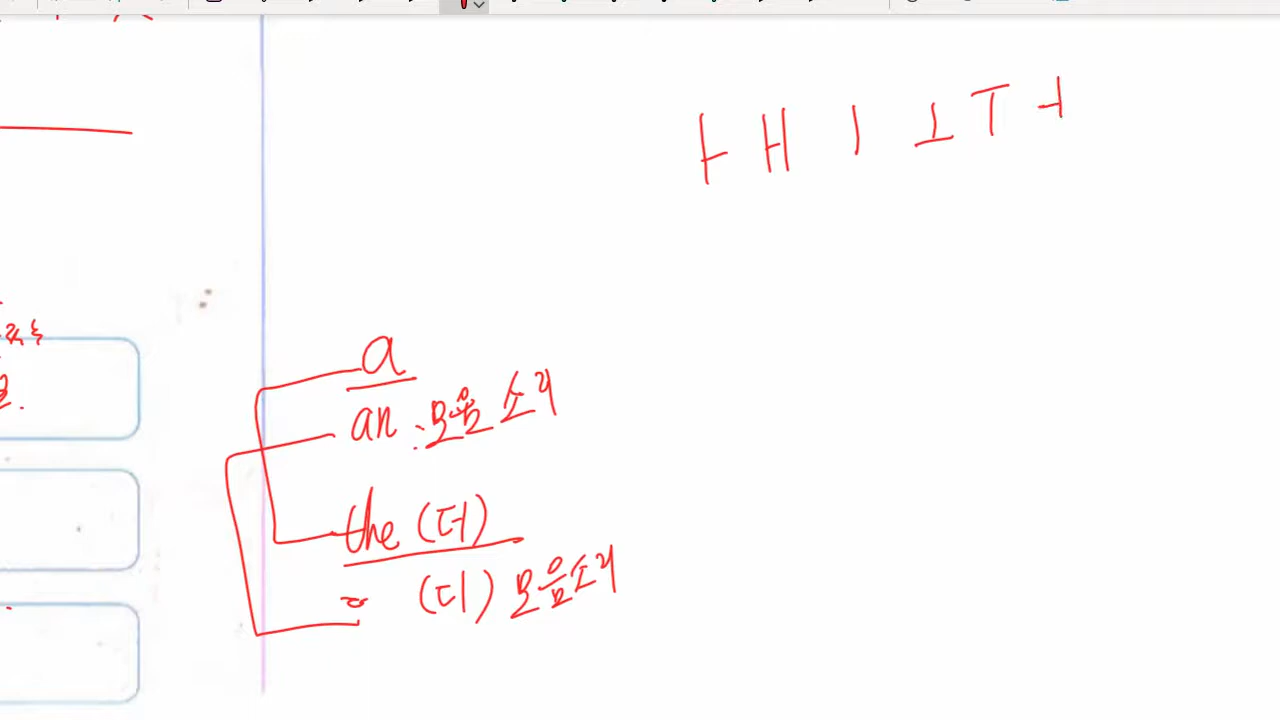 ㅏ ㅐ ㅣ ㅗ ㅜ ㅓ
a
an : 모음소리
the (더)
〃 (디) 모음소리